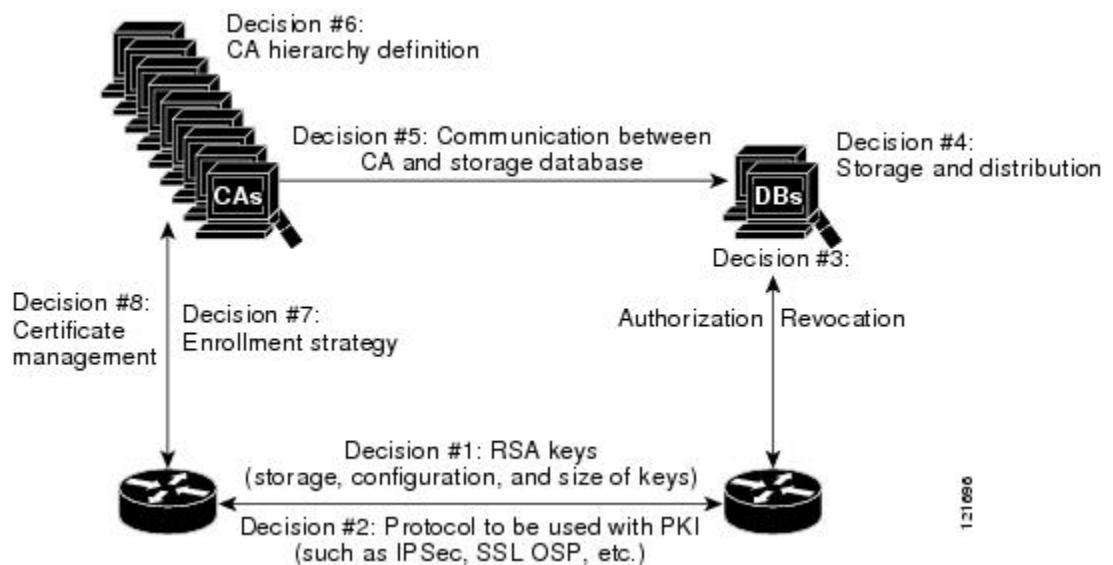 Decision #6:
CA hierarchy definition
Decision #5: Communication between
CA and storage database
Decision #4:
Storage and distribution
CAs
DBs
Decision #3:
Decision #8:
Certificate
management
Decision #7:
Enrollment strategy
Authorization
Revocation
Decision #1: RSA keys
(storage, configuration, and size of keys)
Decision #2: Protocol to be used with PKI
(such as IPSec, SSL OSP, etc.)
121696